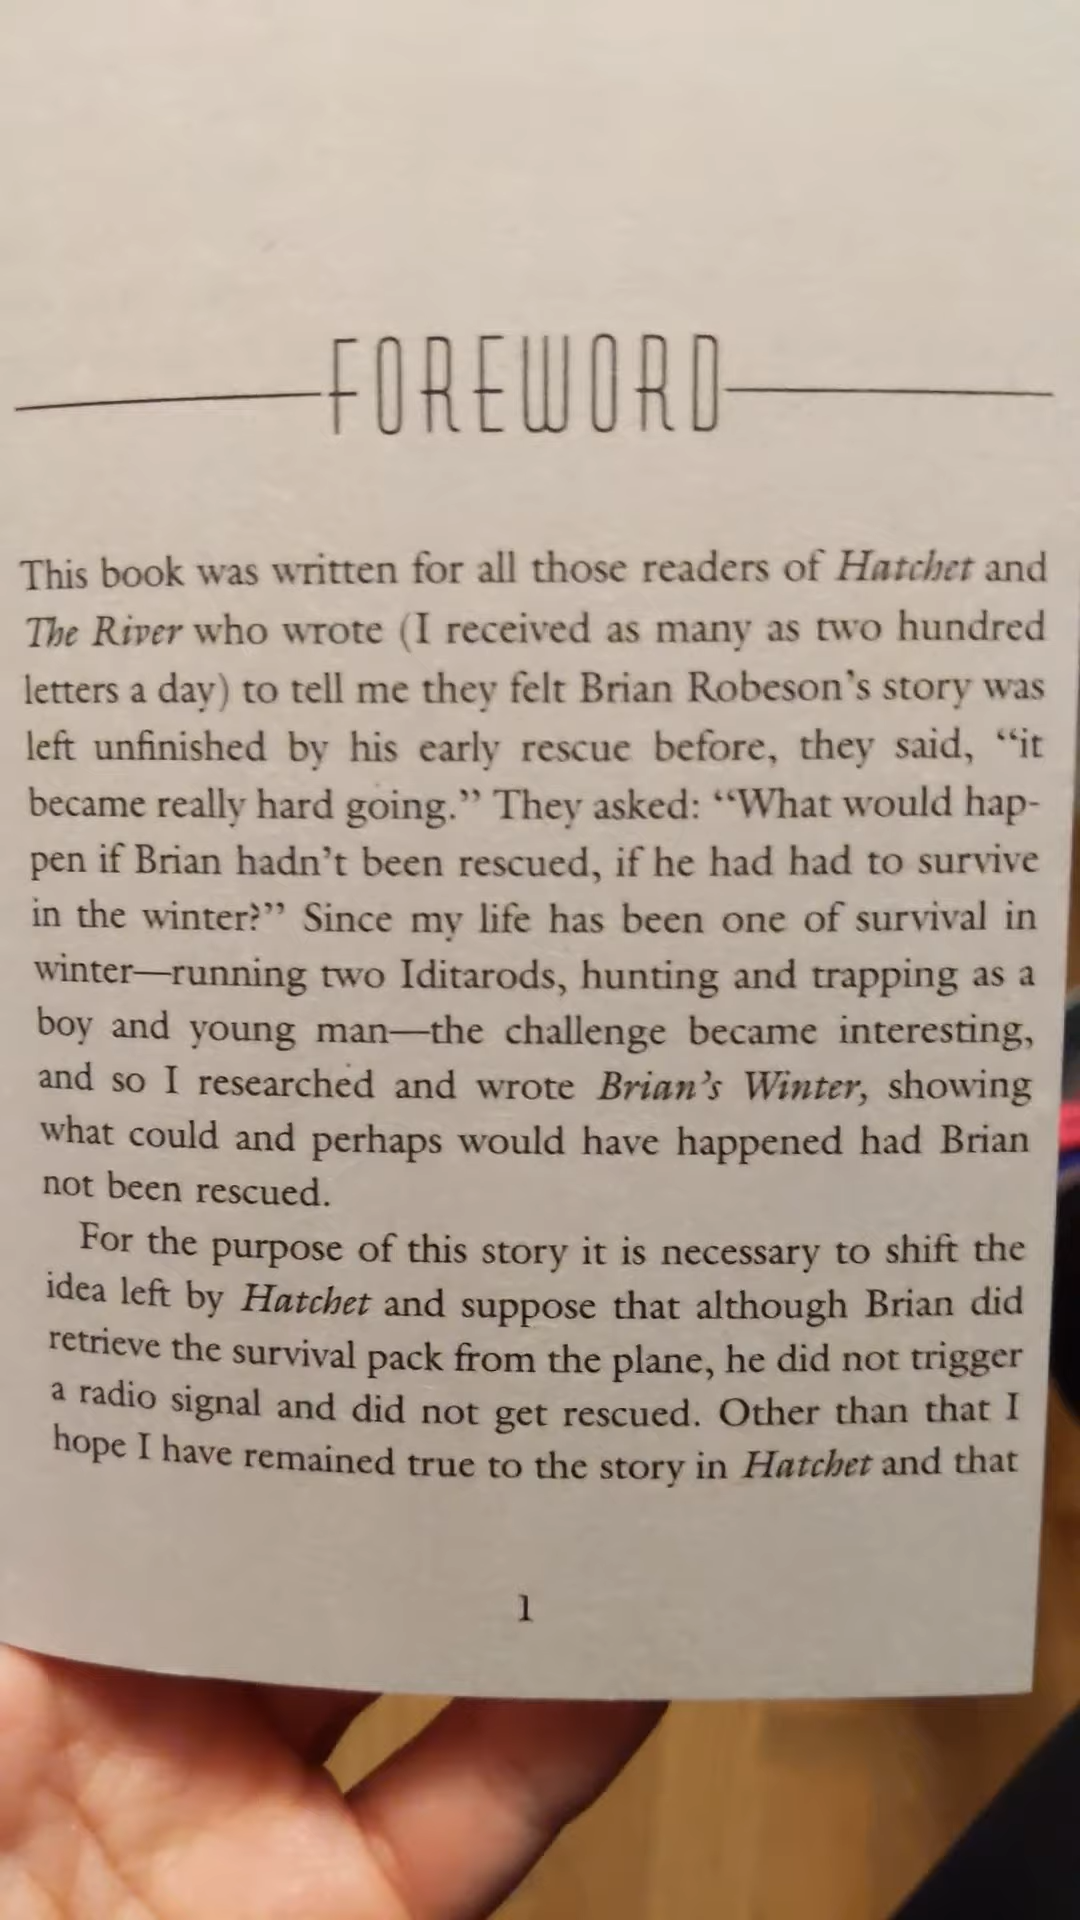 FOREWORD
This book was written for all those readers of Hatchet and
The River who wrote (I received as many as two hundred
letters a day) to tell me they felt Brian Robeson’s story was
left unfinished by his early rescue before, they said, “it
became really hard going.” They asked: “What would hap-
pen if Brian hadn’t been rescued, if he had had to survive
in the winter?” Since my life has been one of survival in
winter—running two Iditarods, hunting and trapping as a
boy and young man—the challenge became interesting,
and so I researched and wrote Brian’s Winter, showing
what could and perhaps would have happened had Brian
not been rescued.
For the purpose of this story it is necessary to shift the
idea left by Hatchet and suppose that although Brian did
retrieve the survival pack from the plane, he did not trigger
a radio signal and did not get rescued. Other than that I
hope I have remained true to the story in Hatchet and that
1